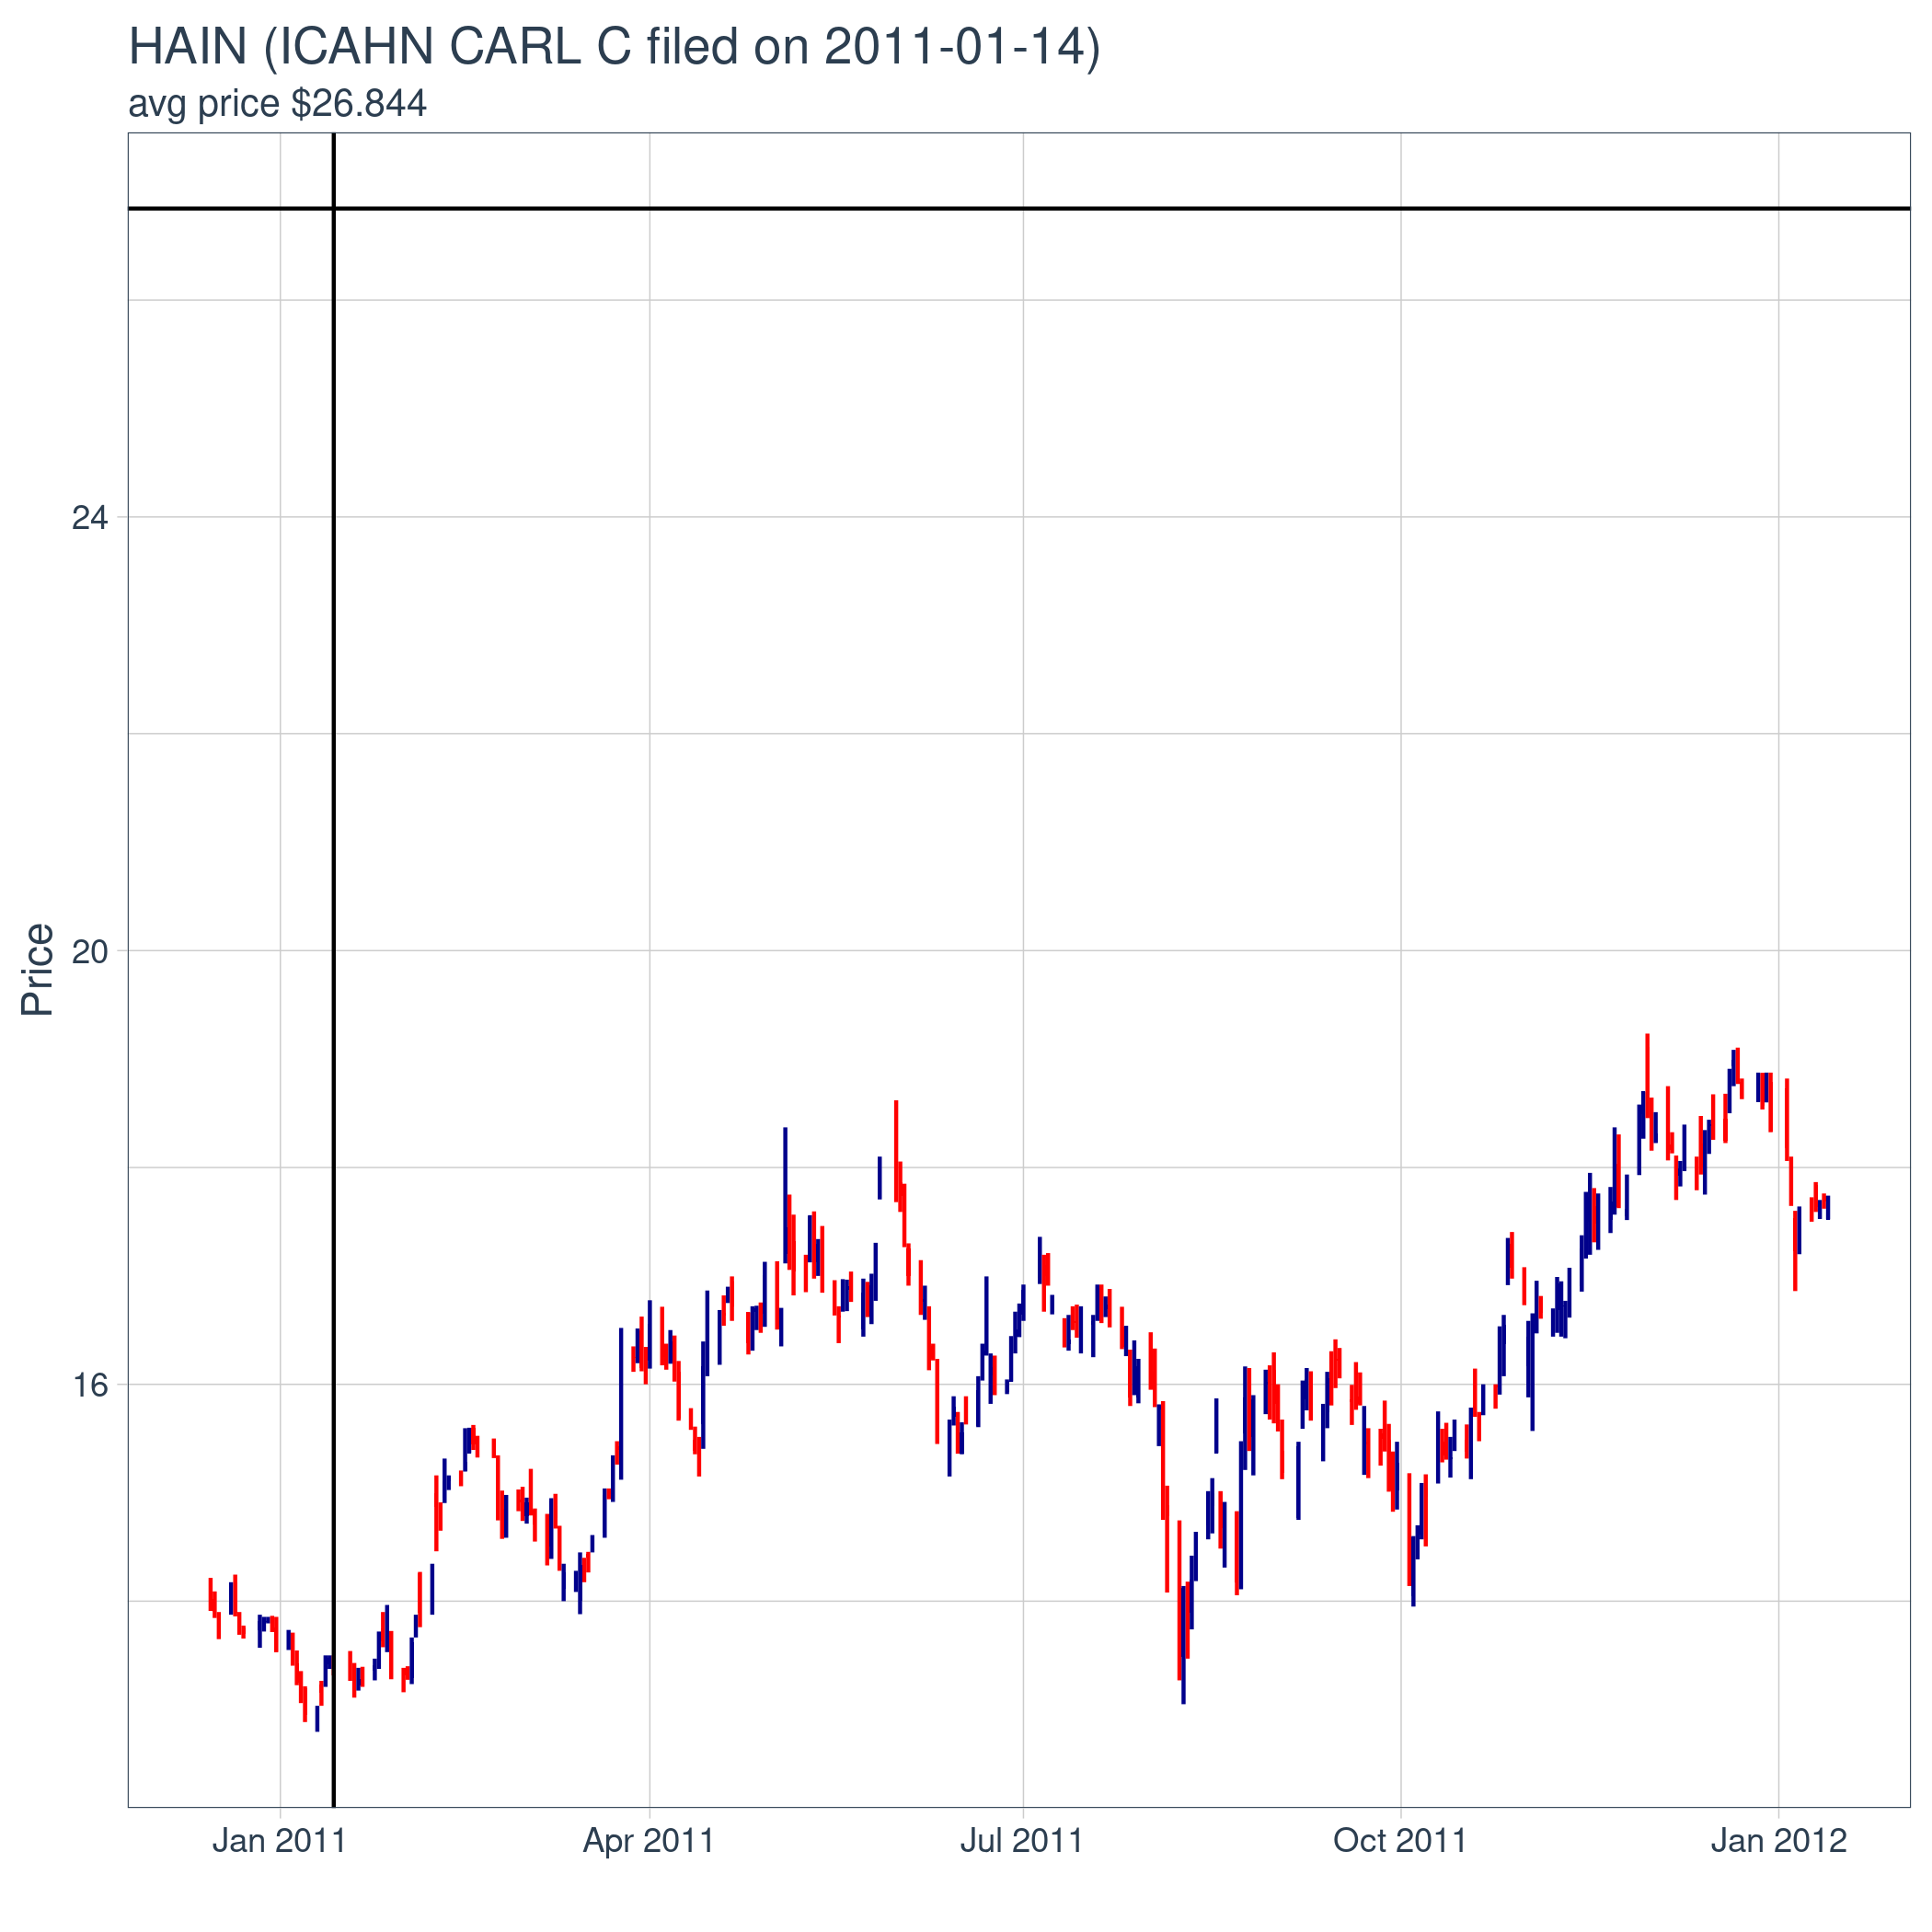 HAIN (ICAHN CARL C filed on 2011-01-14)
avg price $26.844
24
20
16
Price
Jan 2011 Apr 2011 Jul 2011 Oct 2011 Jan 2012